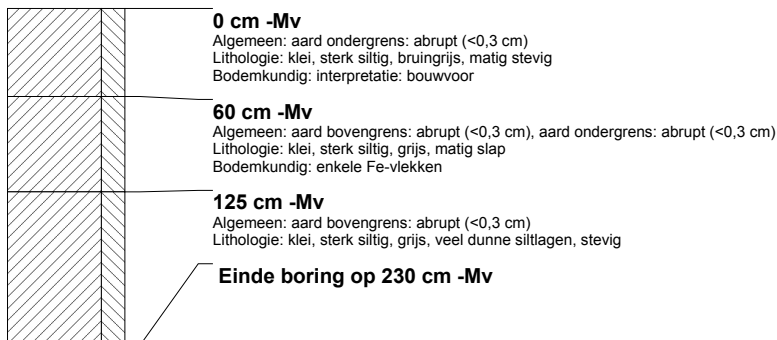 0 cm -Mv
Algemeen: aard ondergrens: abrupt (<0,3 cm)
Lithologie: klei, sterk siltig, bruingrijs, matig stevig
Bodemkundig: interpretatie: bouwvoor
60 cm -Mv
Algemeen: aard bovengrens: abrupt (<0,3 cm), aard ondergrens: abrupt (<0,3 cm)
Lithologie: klei, sterk siltig, grijs, matig slap
Bodemkundig: enkele Fe-vlekken
125 cm -Mv
Algemeen: aard bovengrens: abrupt (<0,3 cm)
Lithologie: klei, sterk siltig, grijs, veel dunne siltlagen, stevig
Einde boring op 230 cm -Mv